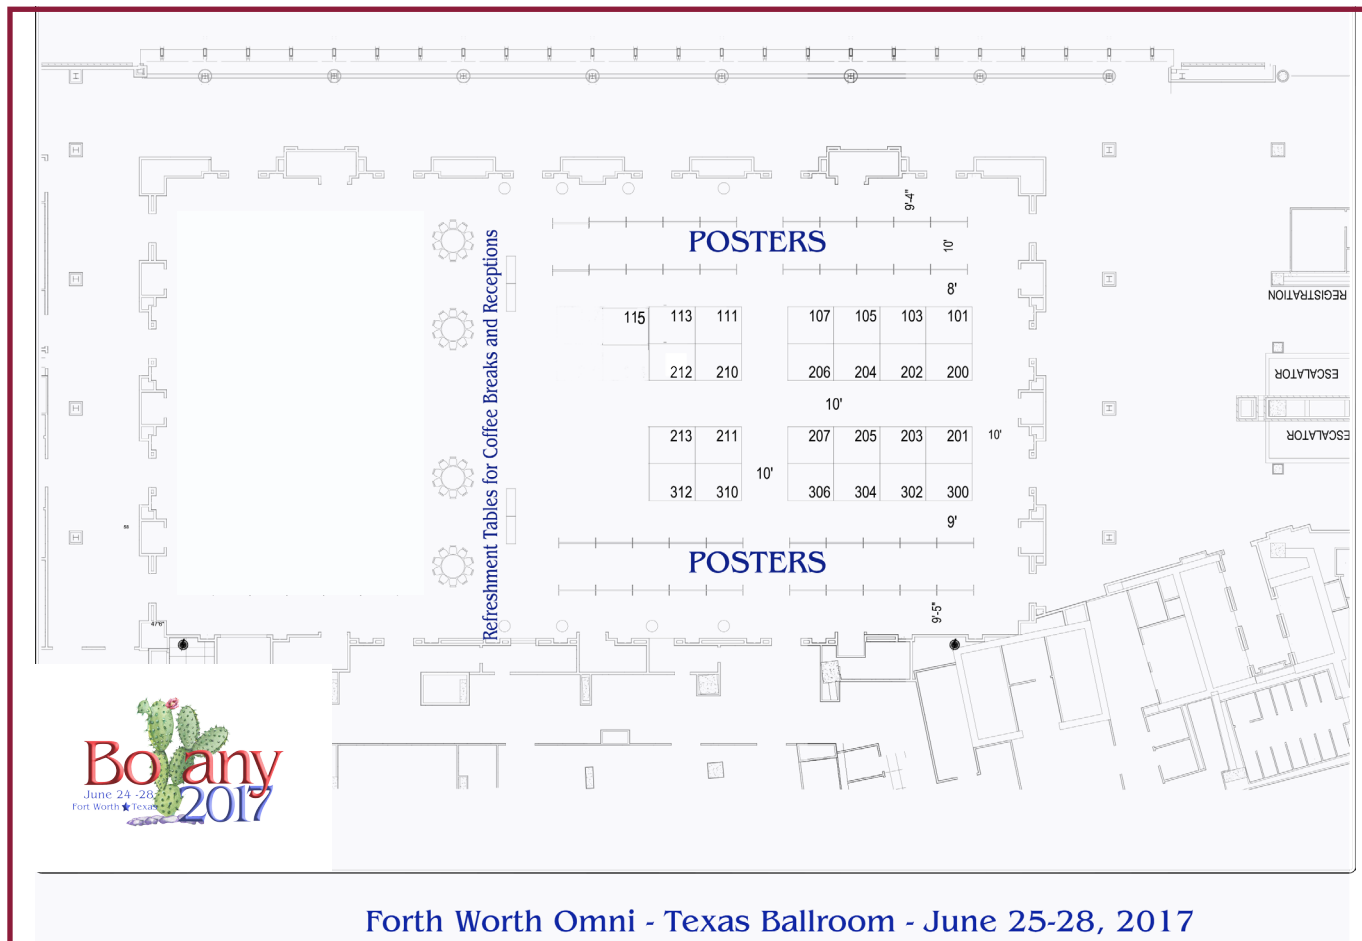 9'-4"
POSTERS
10'
8'
REGISTRATION
115 113 111 107 105 103 101
212 210 206 204 202 200
ESCALATOR
10'
213 211 207 205 203 201 10'
ESCALATOR
10'
312 310 306 304 302 300
9'
POSTERS
9'-5"
Refreshment Tables for Coffee Breaks and Receptions
47'6"
Botany
2017
June 24 -28,
Fort Worth Texas
Forth Worth Omni - Texas Ballroom - June 25-28, 2017